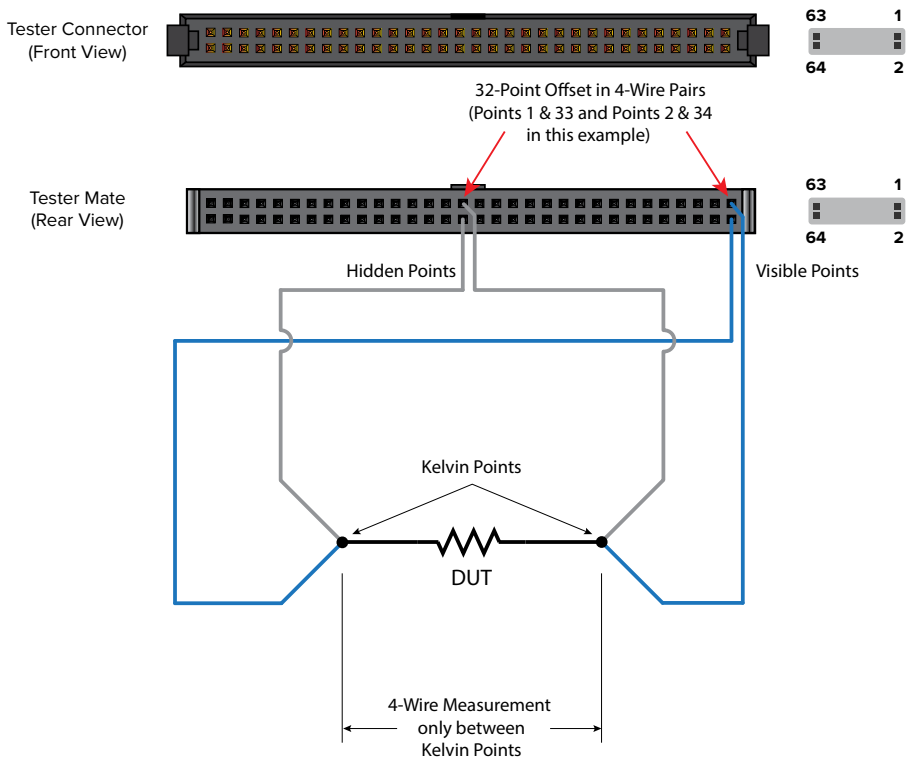 Tester Connector
(Front View)
63 1
64 2
32-Point Offset in 4-Wire Pairs
(Points 1 & 33 and Points 2 & 34
in this example)
Tester Mate
(Rear View)
63 1
64 2
Hidden Points
Visible Points
Kelvin Points
DUT
4-Wire Measurement
only between
Kelvin Points